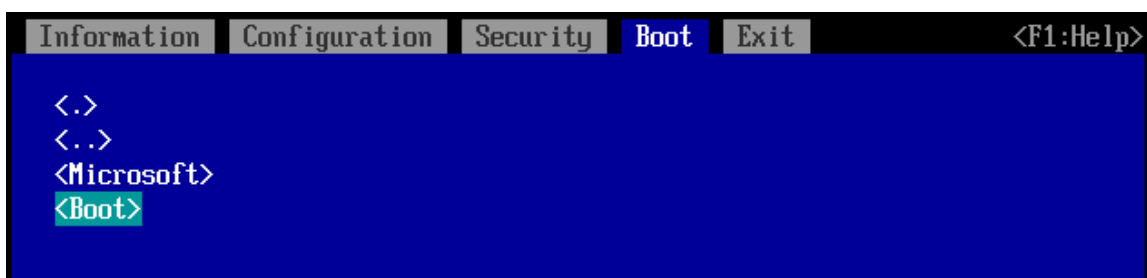 Information Configuration Security Boot Exit <F1:Help>
<.>
<..>
<Microsoft>
<Boot>